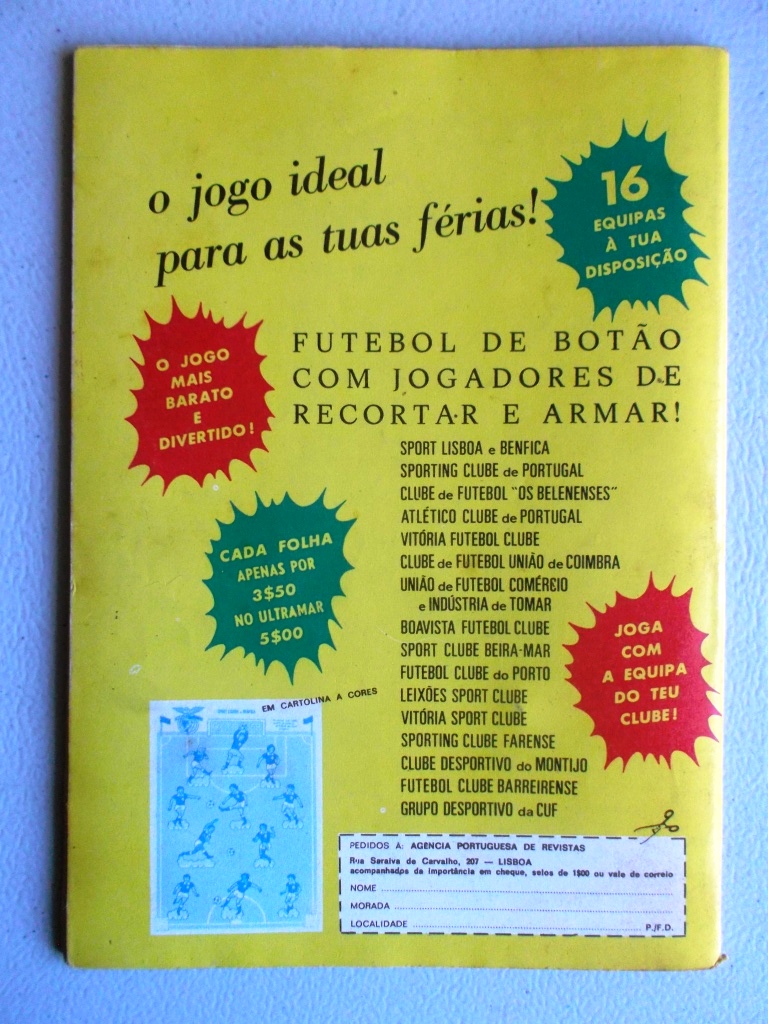 o jogo ideal
para as tuas férias!
16
EQUIPAS
À TUA
DISPOSIÇÃO
O JOGO
MAIS
BARATO
E
DIVERTIDO!
FUTEBOL DE BOTÃO
COM JOGADORES DE
RECORTAR E ARMAR!
SPORT LISBOA e BENFICA
SPORTING CLUBE de PORTUGAL
CLUBE de FUTEBOL "OS BELENENSES"
ATLÉTICO CLUBE de PORTUGAL
VITÓRIA FUTEBOL CLUBE
CLUBE de FUTEBOL UNIÃO de COIMBRA
UNIÃO de FUTEBOL COMÉRCIO
e INDÚSTRIA de TOMAR
BOAVISTA FUTEBOL CLUBE
SPORT CLUBE BEIRA-MAR
FUTEBOL CLUBE do PORTO
LEIXÕES SPORT CLUBE
VITÓRIA SPORT CLUBE
SPORTING CLUBE FARENSE
CLUBE DESPORTIVO do MONTIJO
FUTEBOL CLUBE BARREIRENSE
GRUPO DESPORTIVO da CUF
CADA FOLHA
APENAS POR
3$50
NO ULTRAMAR
5$00
JOGA
COM
A EQUIPA
DO TEU
CLUBE!
EM CARTOLINA A CORES
PEDIDOS À: AGENCIA PORTUGUESA DE REVISTAS
Rua Saraiva de Carvalho, 207 — LISBOA
acompanhados da importância em cheque, selos de 1$00 ou vale de correio
NOME
MORADA
LOCALIDADE P.J.F.D.